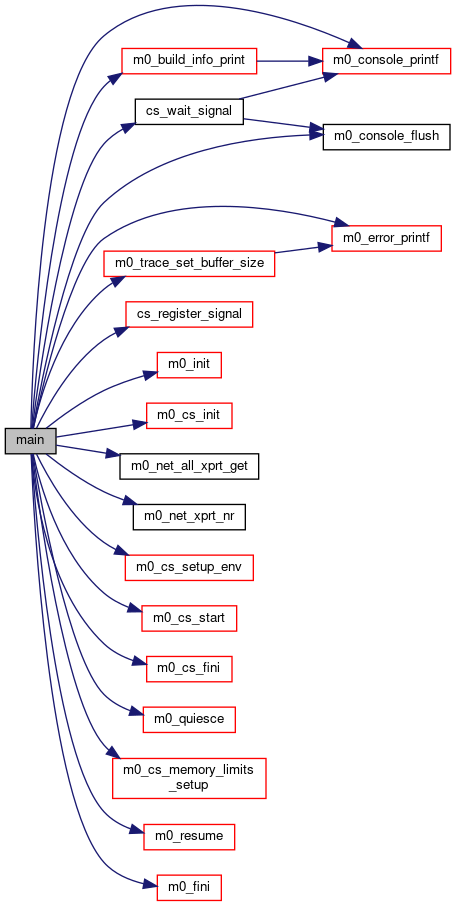 m0_build_info_print
m0_console_printf
cs_wait_signal
m0_console_flush
m0_error_printf
m0_trace_set_buffer_size
cs_register_signal
m0_init
m0_cs_init
main
m0_net_all_xprt_get
m0_net_xprt_nr
m0_cs_setup_env
m0_cs_start
m0_cs_fini
m0_quiesce
m0_cs_memory_limits
_setup
m0_resume
m0_fini